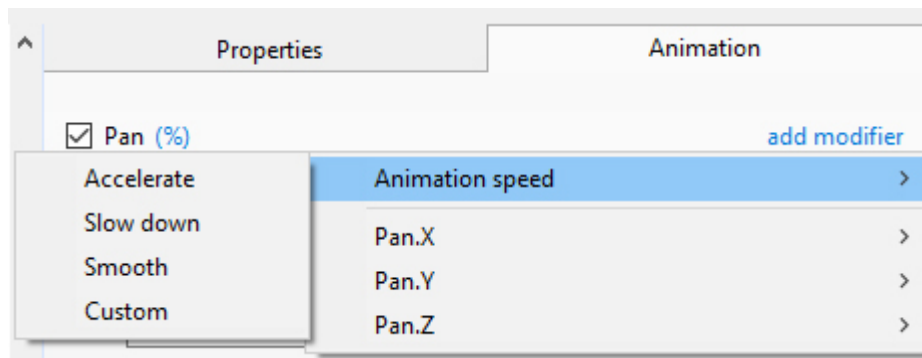 Properties Animation
Pan (%) add modifier
Accelerate Animation speed
Slow down Pan.X
Smooth Pan.Y
Custom Pan.Z